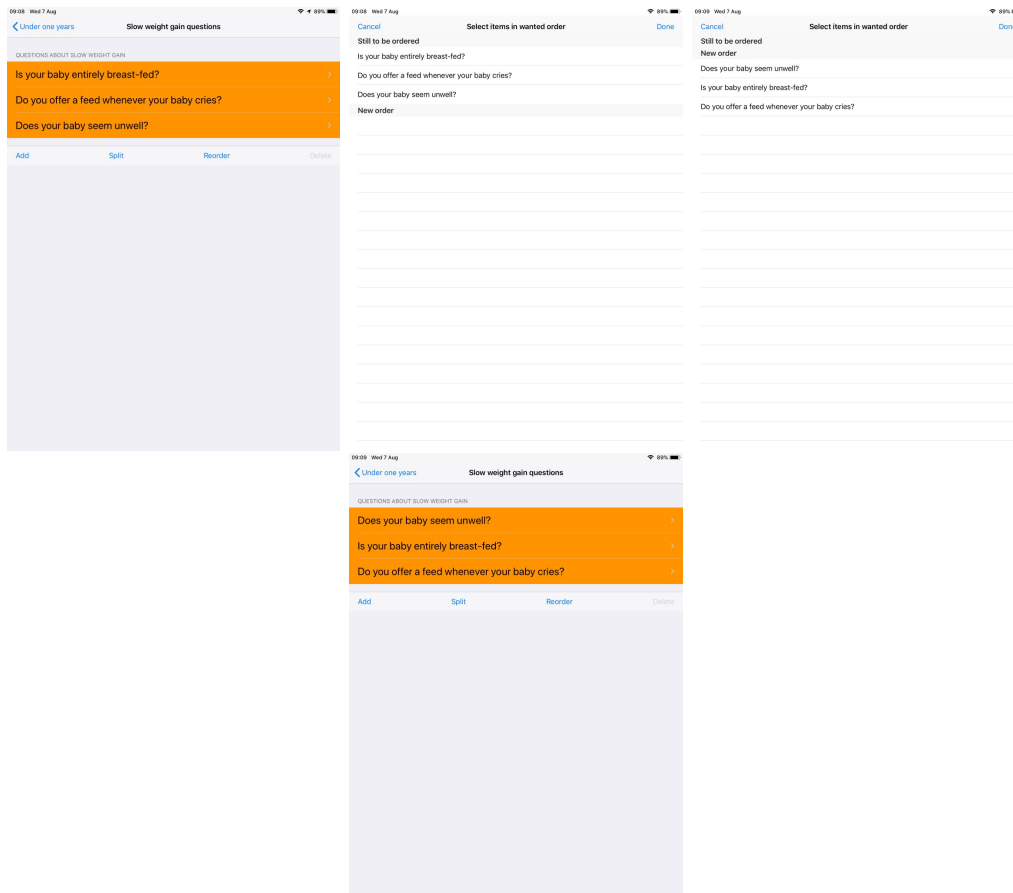 09:08 Wed 7 Aug 89%
Under one years Slow weight gain questions
QUESTIONS ABOUT SLOW WEIGHT GAIN
Is your baby entirely breast-fed?
Do you offer a feed whenever your baby cries?
Does your baby seem unwell?
Add Split Reorder Delete
09:08 Wed 7 Aug 89%
Cancel Select items in wanted order Done
Still to be ordered
Is your baby entirely breast-fed?
Do you offer a feed whenever your baby cries?
Does your baby seem unwell?
New order
09:09 Wed 7 Aug 89%
Cancel Select items in wanted order Done
Still to be ordered
New order
Does your baby seem unwell?
Is your baby entirely breast-fed?
Do you offer a feed whenever your baby cries?
09:09 Wed 7 Aug 89%
Under one years Slow weight gain questions
QUESTIONS ABOUT SLOW WEIGHT GAIN
Does your baby seem unwell?
Is your baby entirely breast-fed?
Do you offer a feed whenever your baby cries?
Add Split Reorder Delete